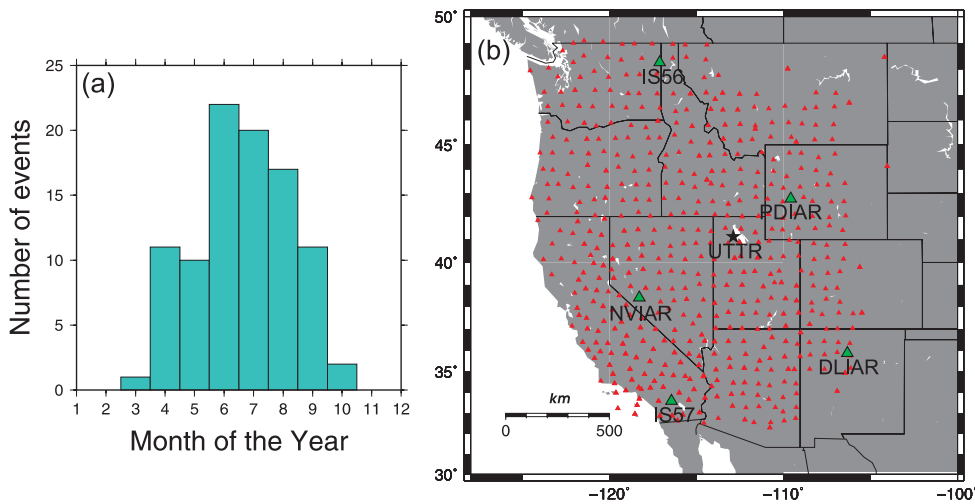 (a)
25
20
15
10
5
0
Number of events
1 2 3 4 5 6 7 8 9 10 11 12
Month of the Year
(b)
50˚
45˚
40˚
35˚
30˚
−120˚ −110˚ −100˚
IS56
PDIAR
UTTR
NVIAR
DLIAR
IS57
km
0 500